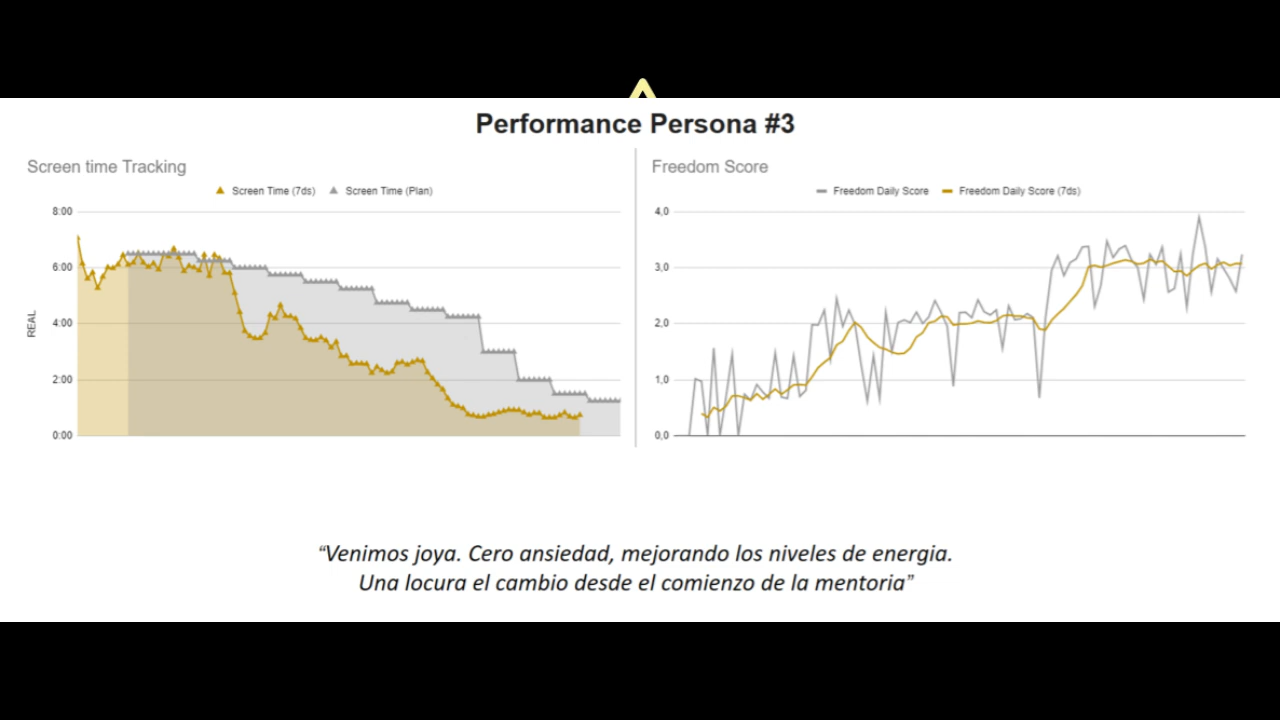 Performance Persona #3
Screen time Tracking
Screen Time (7ds) Screen Time (Plan)
8:00
6:00
4:00
2:00
0:00
REAL
Freedom Score
Freedom Daily Score Freedom Daily Score (7ds)
4,0
3,0
2,0
1,0
0,0
“Venimos joya. Cero ansiedad, mejorando los niveles de energia.
Una locura el cambio desde el comienzo de la mentoria”